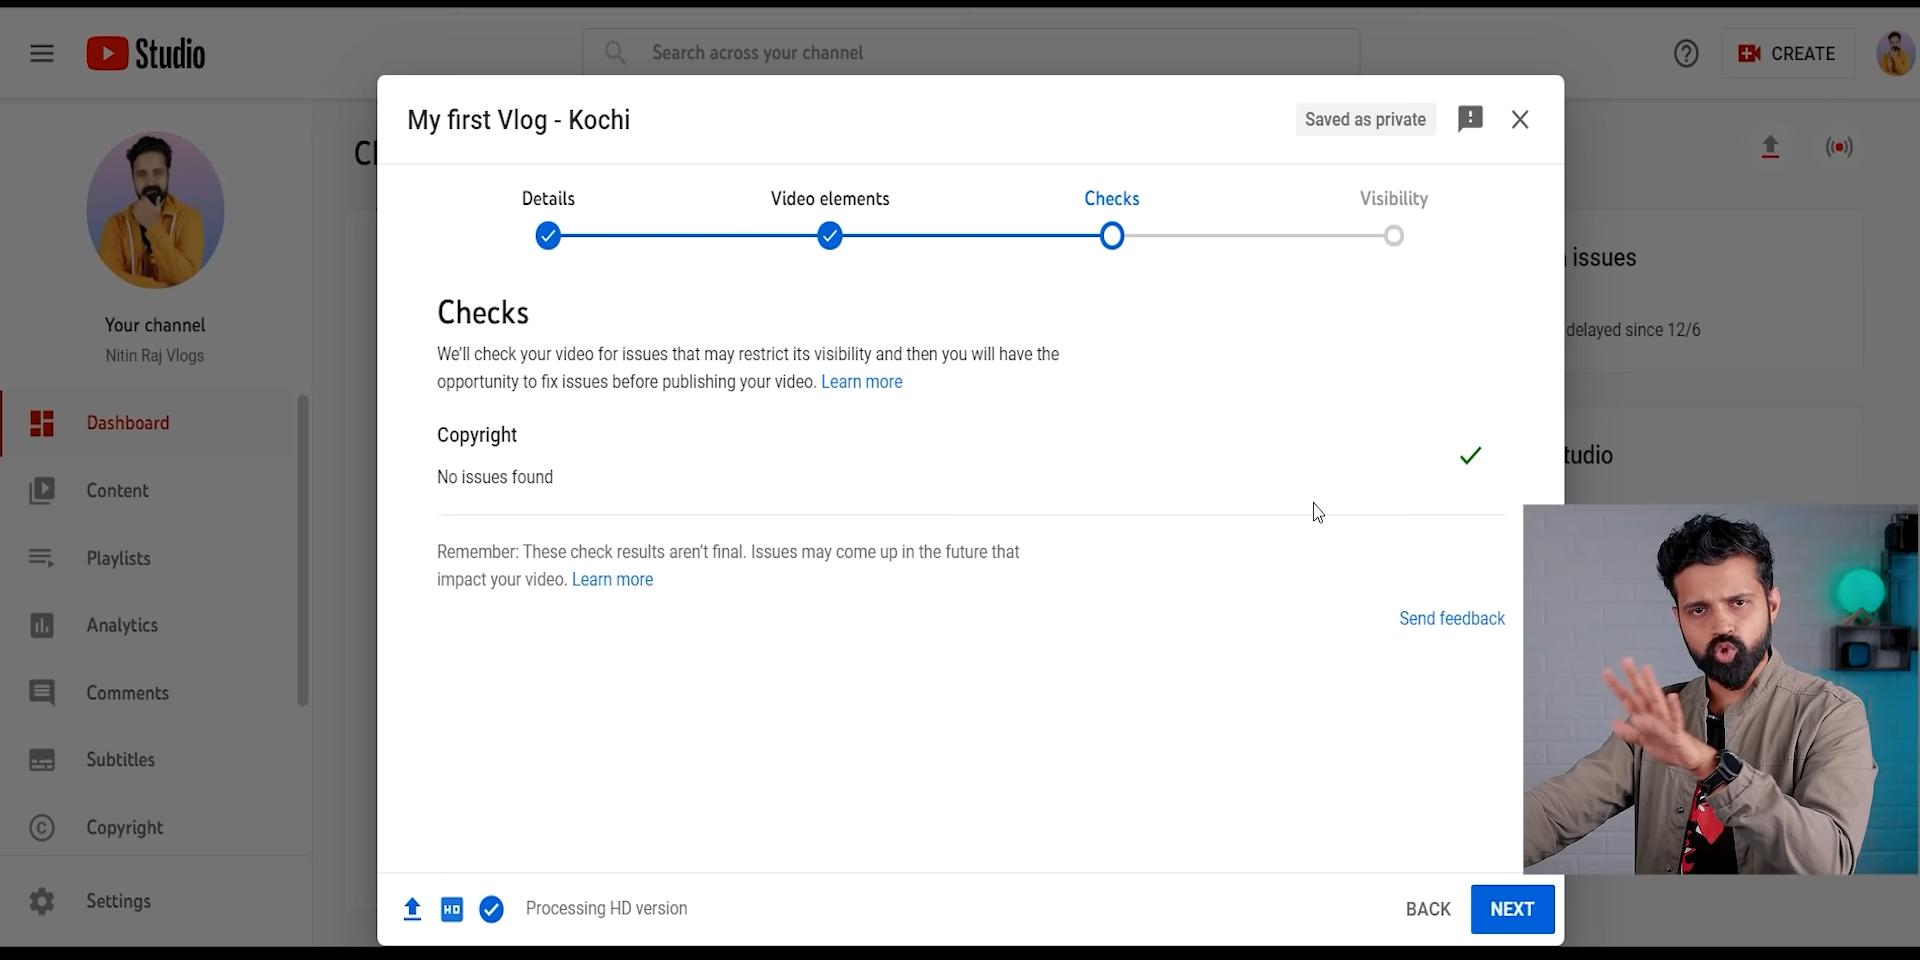 Studio
Search across your channel
CREATE
My first Vlog - Kochi
Saved as private
Details
Video elements
Checks
Visibility
Your channel
Nitin Raj Vlogs
Dashboard
Content
Playlists
Analytics
Comments
Subtitles
Copyright
Settings
Checks
We'll check your video for issues that may restrict its visibility and then you will have the
opportunity to fix issues before publishing your video. Learn more
Copyright
No issues found
Remember: These check results aren't final. Issues may come up in the future that
impact your video. Learn more
Send feedback
issues
delayed since 12/6
HD
Processing HD version
BACK
NEXT